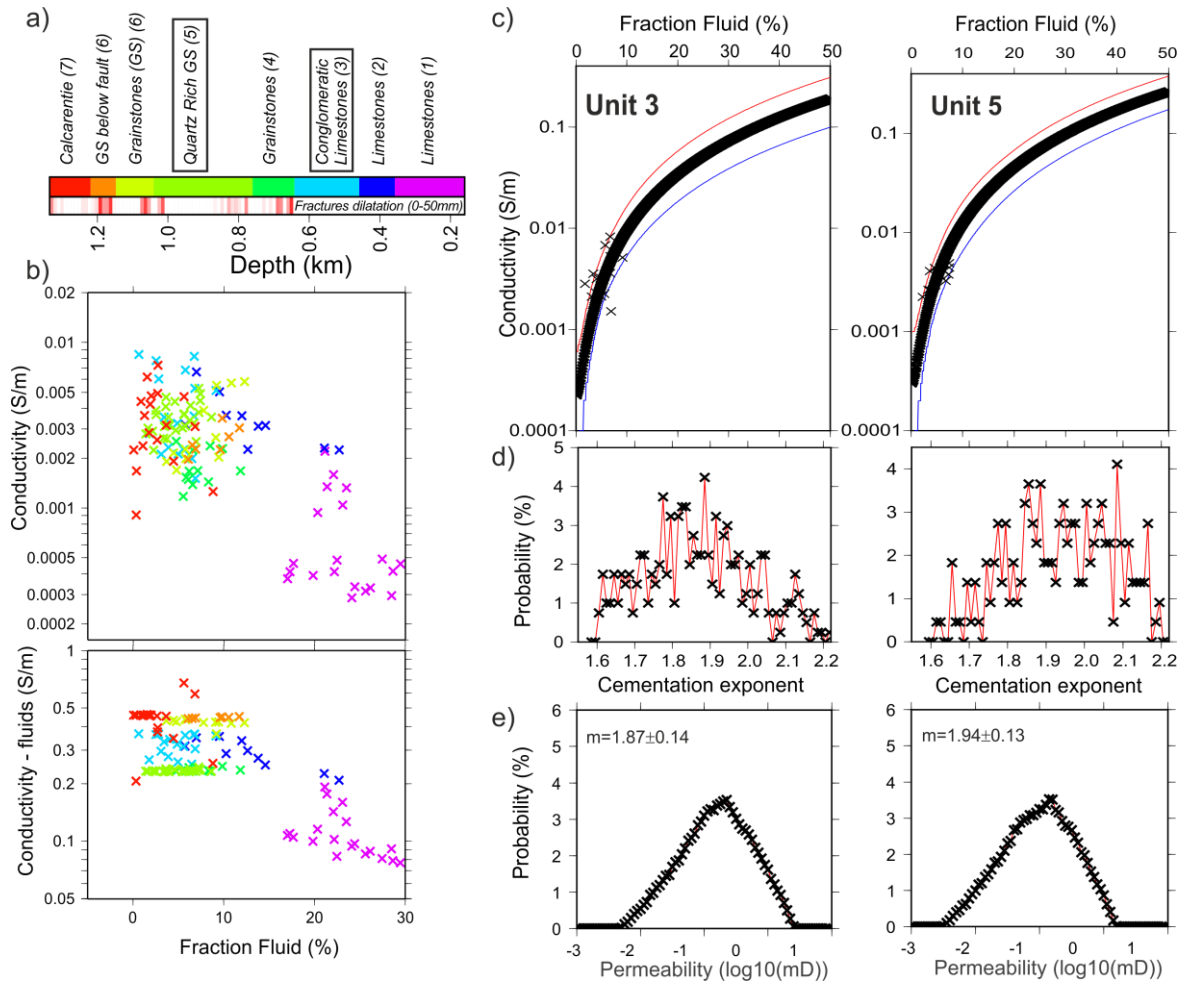 a)
Calcarentie (7)
GS below fault (6)
Grainstones (GS) (6)
Quartz Rich GS (5)
Grainstones (4)
Conglomeratic
Limestones (3)
Limestones (2)
Limestones (1)
Fractures dilatation (0-50mm)
1.2 1.0 0.8 0.6 0.4 0.2
Depth (km)
b)
0.02
0.01
0.005
0.003
0.002
0.001
0.0005
0.0003
0.0002
Conductivity (S/m)
1
0.5
0.3
0.2
0.1
0.05
Conductivity - fluids (S/m)
0 10 20 30
Fraction Fluid (%)
c)
Fraction Fluid (%)
0 10 20 30 40 50
Unit 3
0.1
0.01
0.001
0.0001
Conductivity (S/m)
Fraction Fluid (%)
0 10 20 30 40 50
Unit 5
0.1
0.01
0.001
0.0001
d)
5
4
3
2
1
0
Probability (%)
1.6 1.7 1.8 1.9 2.0 2.1 2.2
Cementation exponent
5
4
3
2
1
0
1.6 1.7 1.8 1.9 2.0 2.1 2.2
Cementation exponent
e)
6
5
4
3
2
1
0
Probability (%)
m=1.87±0.14
-3 -2 -1 0 1
Permeability (log10(mD))
6
5
4
3
2
1
0
m=1.94±0.13
-3 -2 -1 0 1
Permeability (log10(mD))